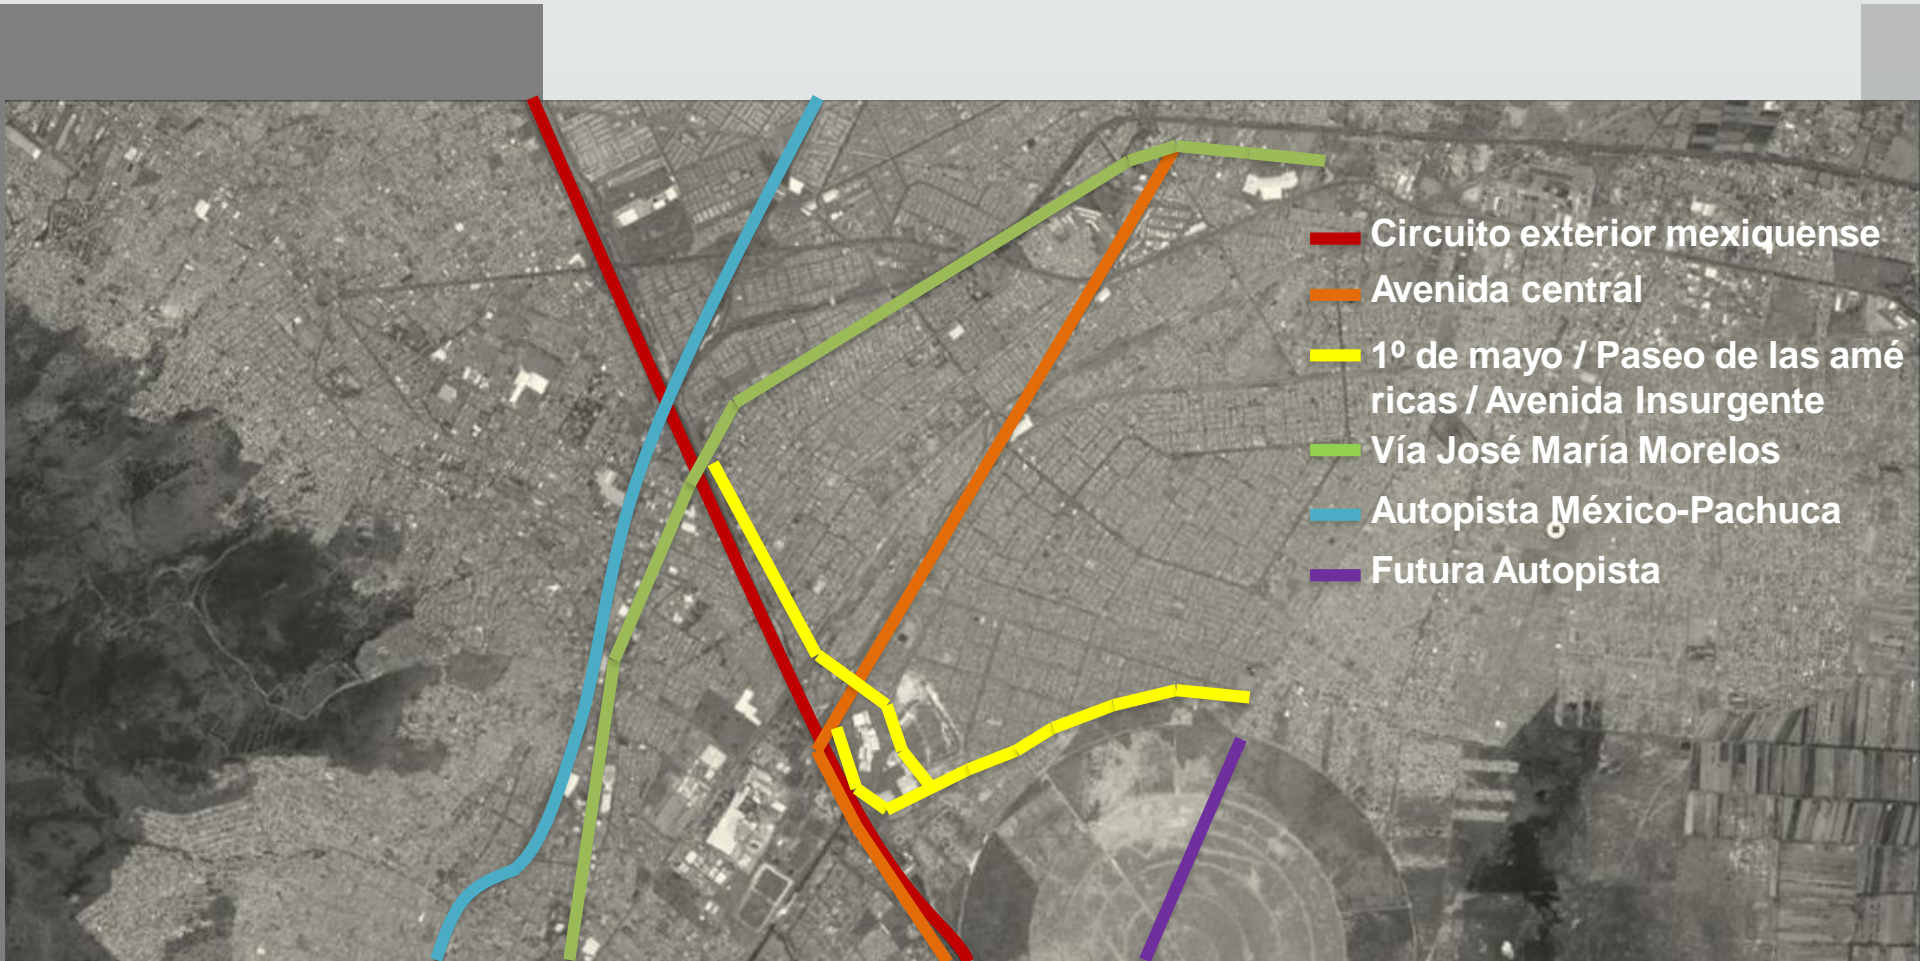 Circuito exterior mexiquense
Avenida central
1º de mayo / Paseo de las amé
ricas / Avenida Insurgente
Vía José María Morelos
Autopista México-Pachuca
Futura Autopista